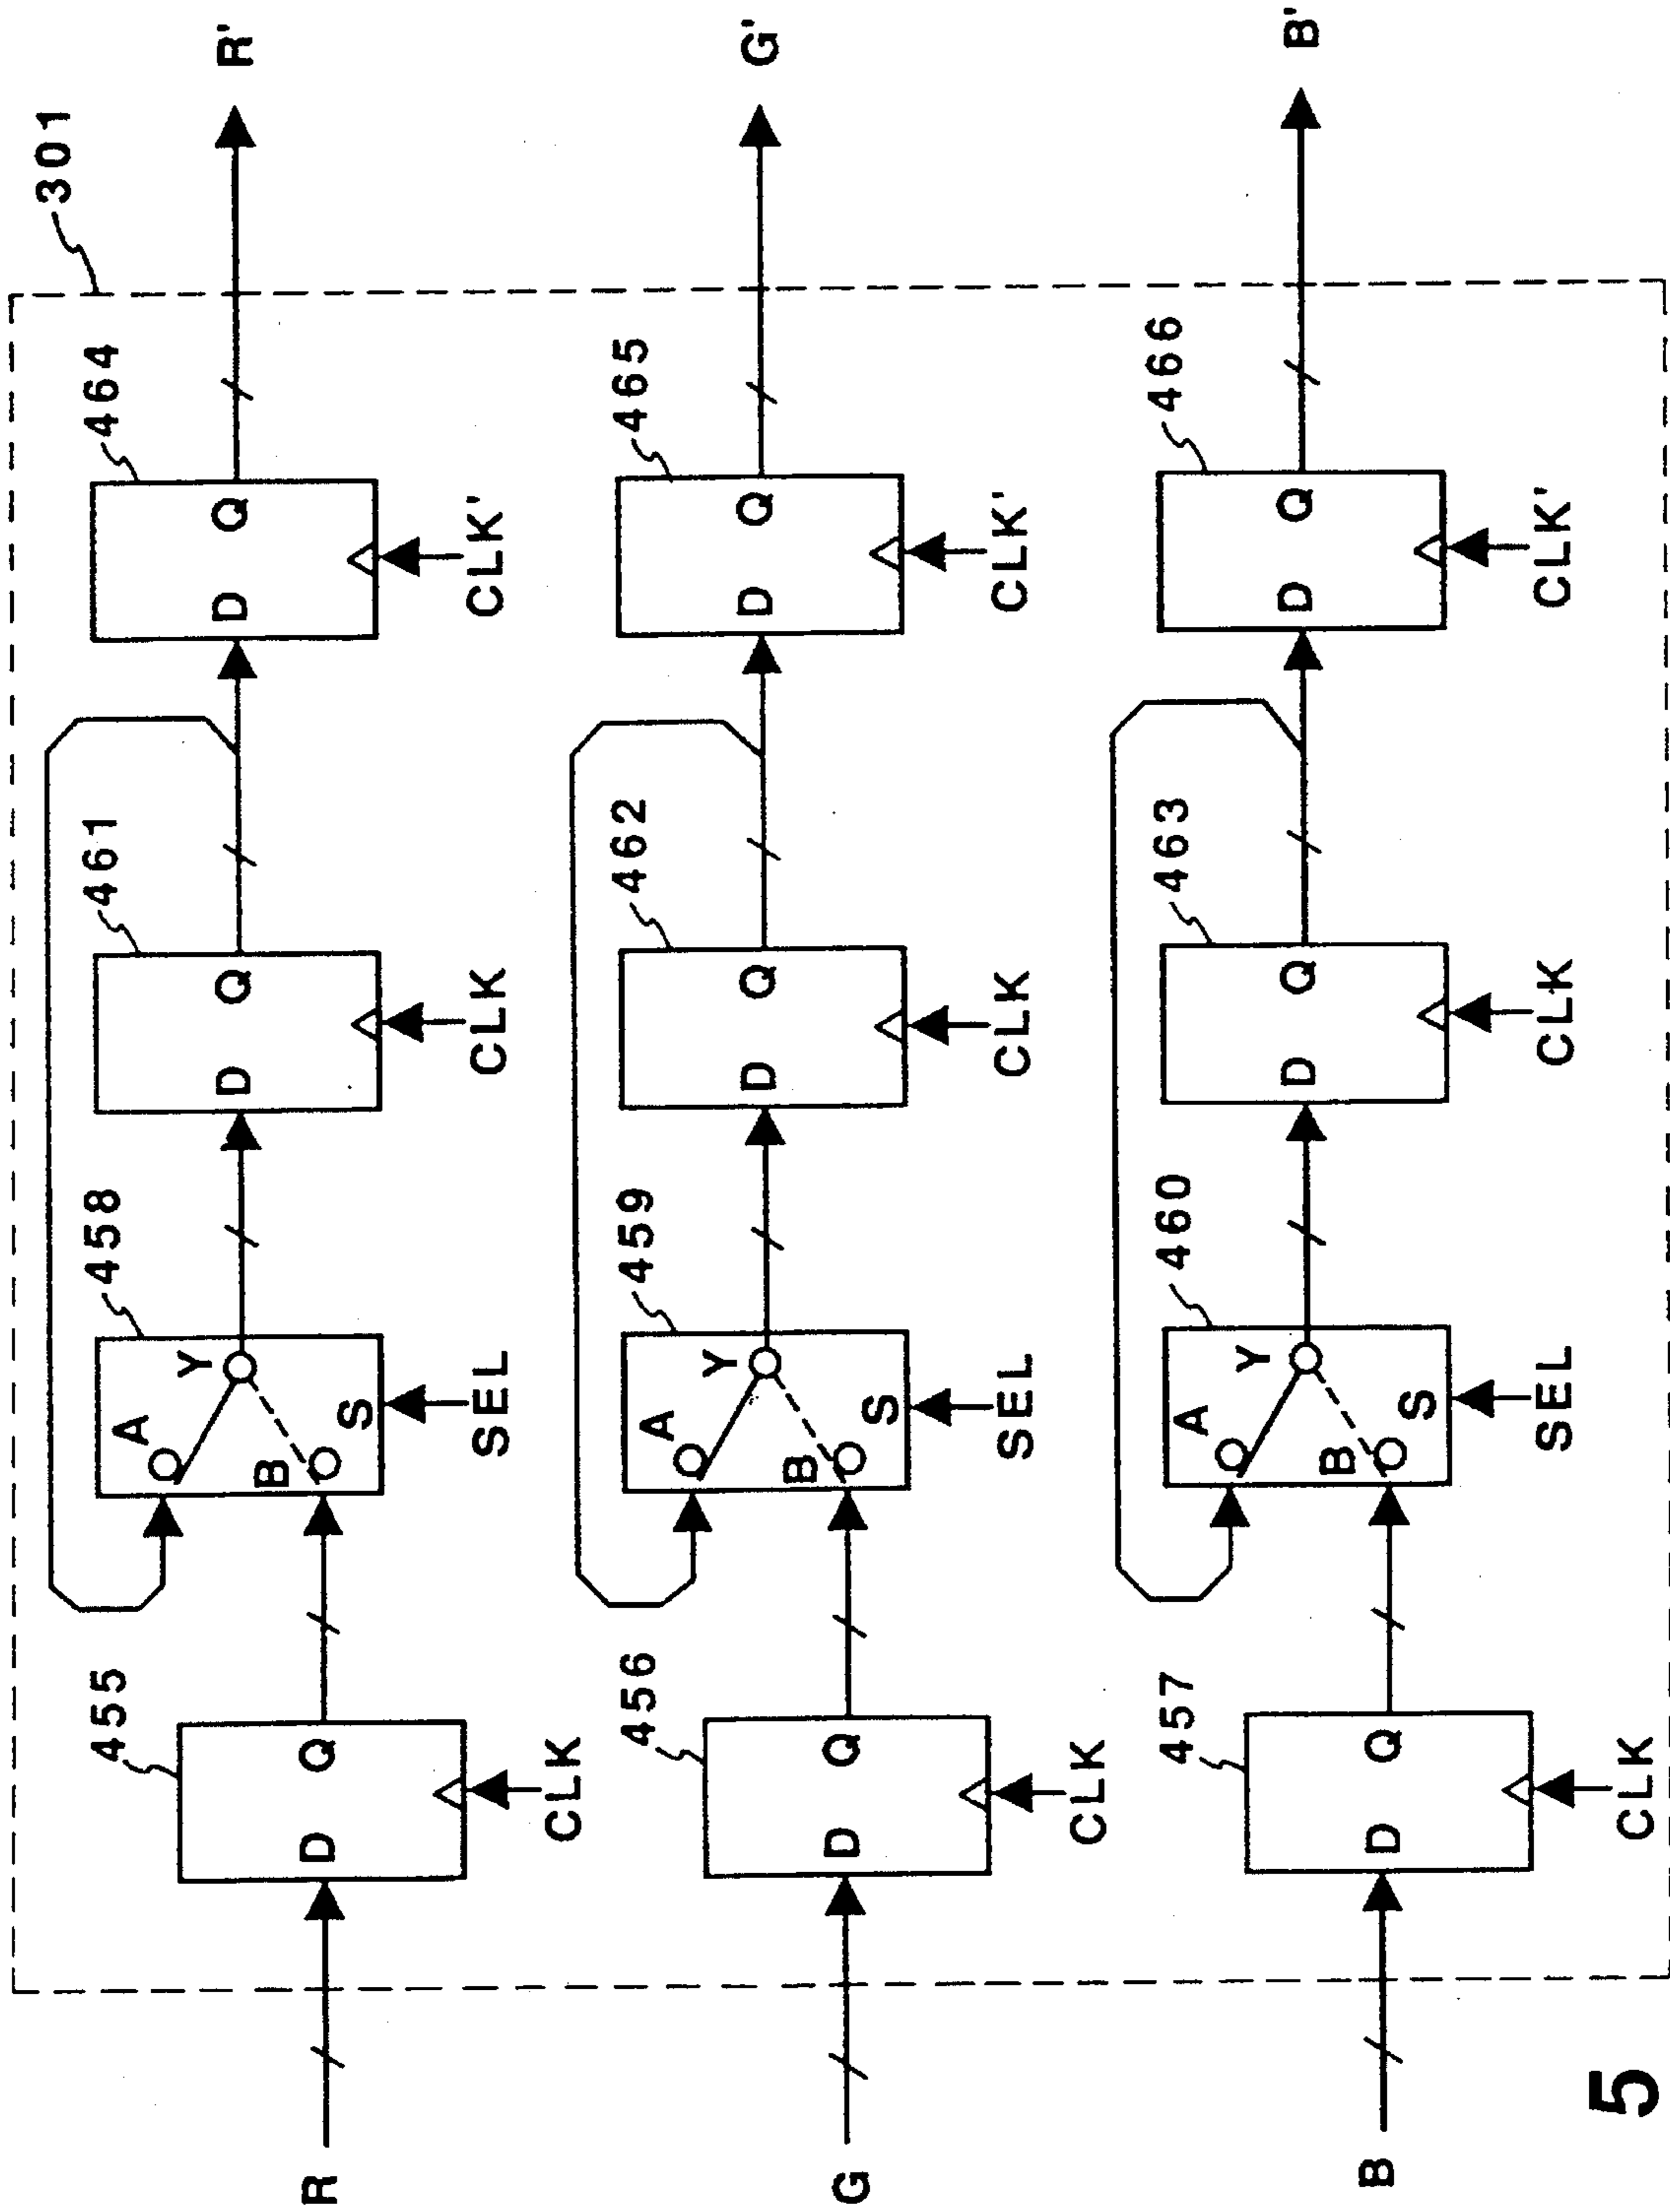 301
464
R'
461
458
455
D Q
CLK
A
Y
B
S
SEL
D Q
CLK
D Q
CLK'
R
465
G'
462
459
456
D Q
CLK
A
Y
B
S
SEL
D Q
CLK
D Q
CLK'
G
466
B'
463
460
457
D Q
CLK
A
Y
B
S
SEL
D Q
CLK
D Q
CLK'
B
5